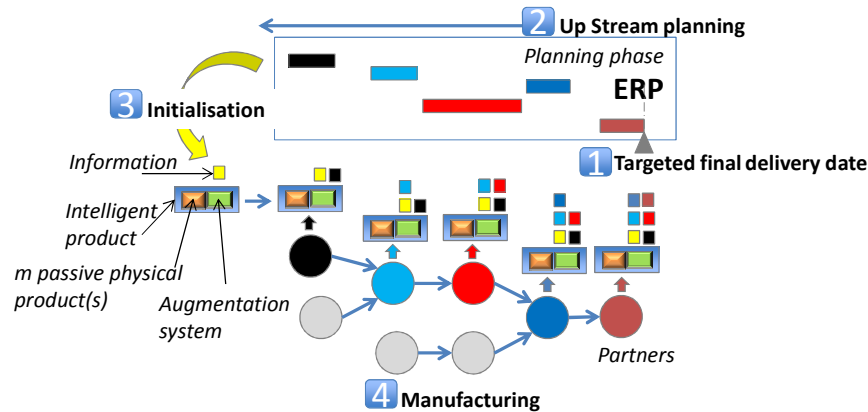 2 Up Stream planning
Planning phase
ERP
3 Initialisation
1 Targeted final delivery date
Information
Intelligent
product
m passive physical
product(s)
Augmentation
system
Partners
4 Manufacturing